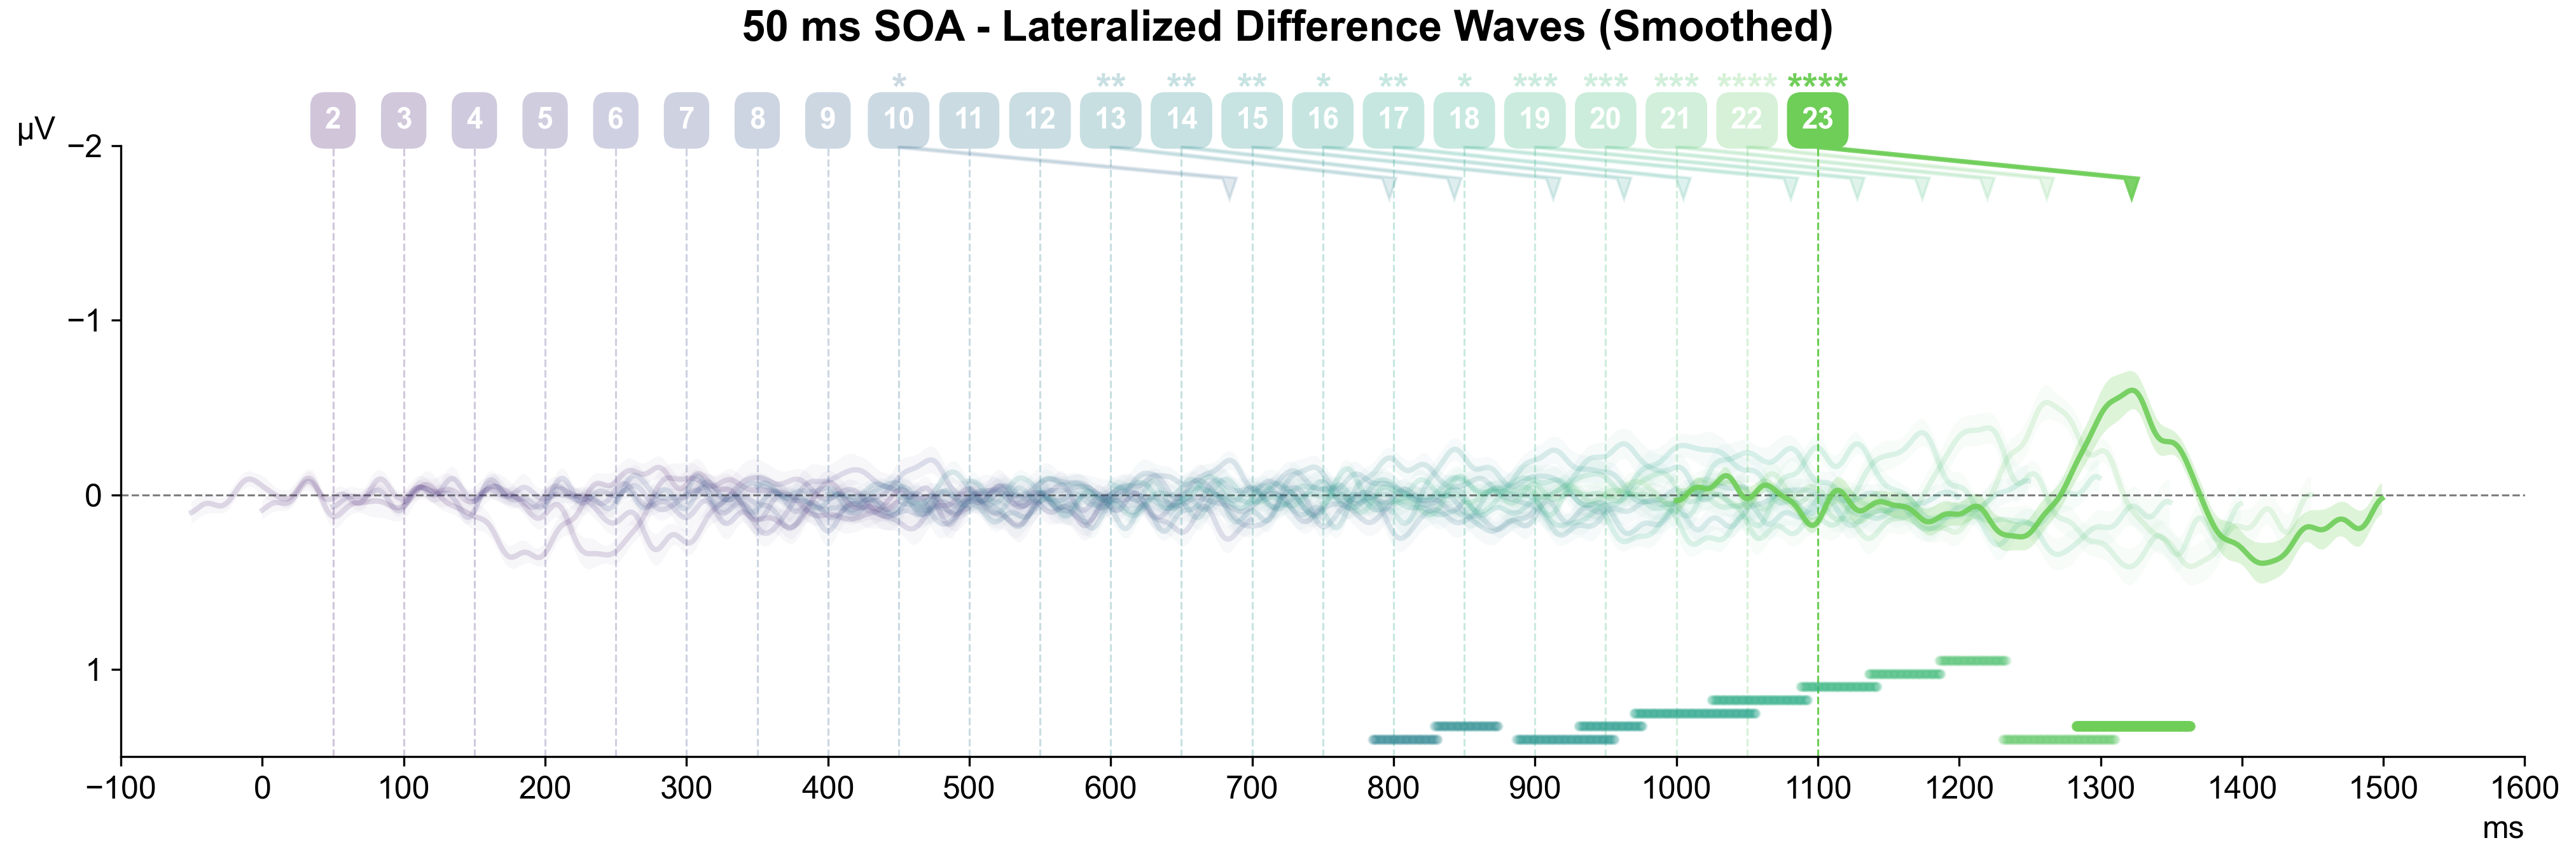 50 ms SOA - Lateralized Difference Waves (Smoothed)
* ** ** ** * ** * *** *** *** **** ****
2 3 4 5 6 7 8 9 10 11 12 13 14 15 16 17 18 19 20 21 22 23
µV
−2
−1
0
1
−100 0 100 200 300 400 500 600 700 800 900 1000 1100 1200 1300 1400 1500 1600
ms